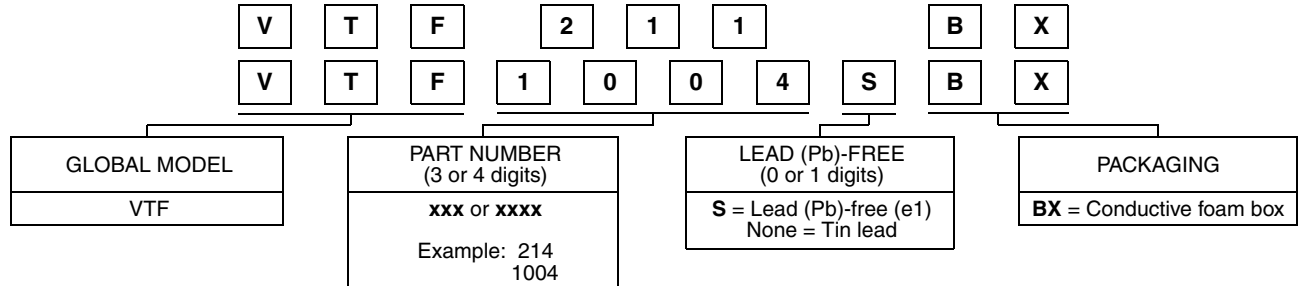 V T F 2 1 1 B X
V T F 1 0 0 4 S B X
GLOBAL MODEL
VTF
PART NUMBER
(3 or 4 digits)
xxx or xxxx
Example: 214
1004
LEAD (Pb)-FREE
(0 or 1 digits)
S = Lead (Pb)-free (e1)
None = Tin lead
PACKAGING
BX = Conductive foam box